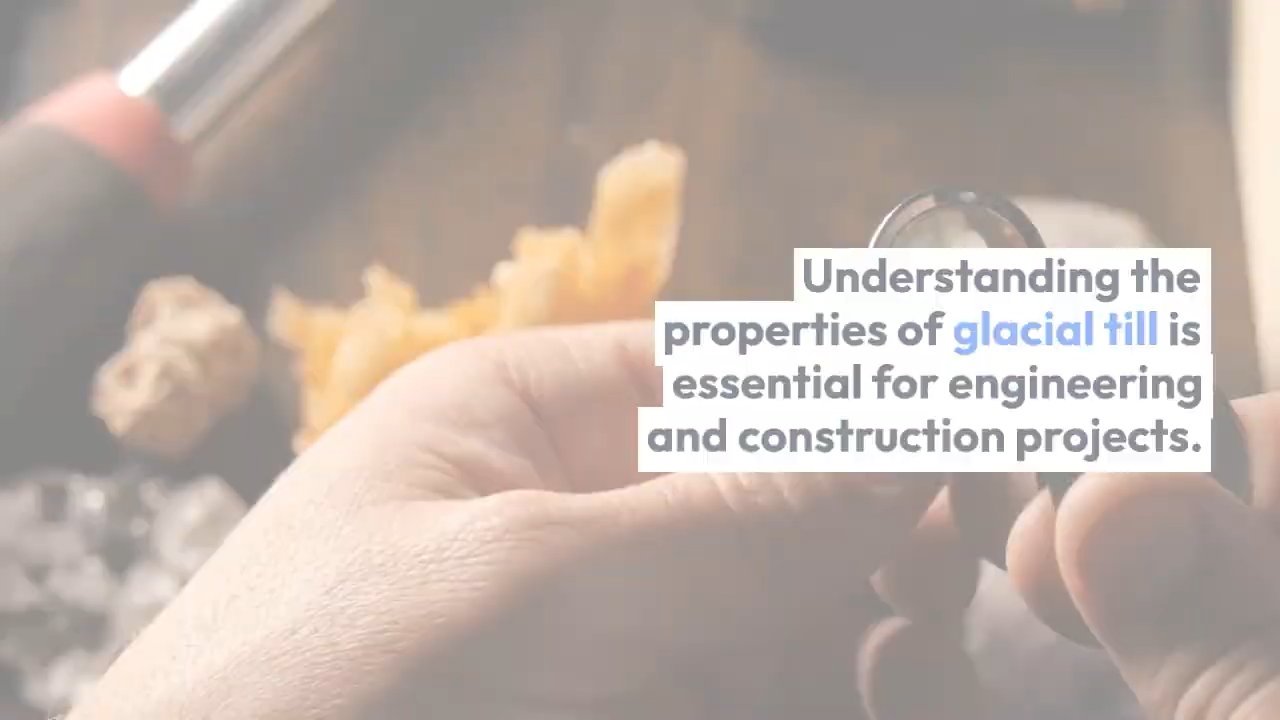 Understanding the
properties of glacial till is
essential for engineering
and construction projects.